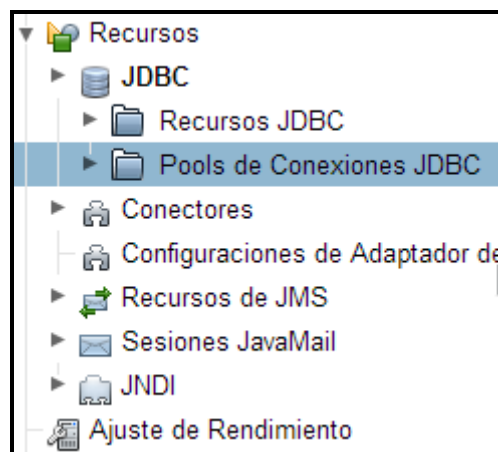 Recursos
JDBC
Recursos JDBC
Pools de Conexiones JDBC
Conectores
Configuraciones de Adaptador de
Recursos de JMS
Sesiones JavaMail
JNDI
Ajuste de Rendimiento